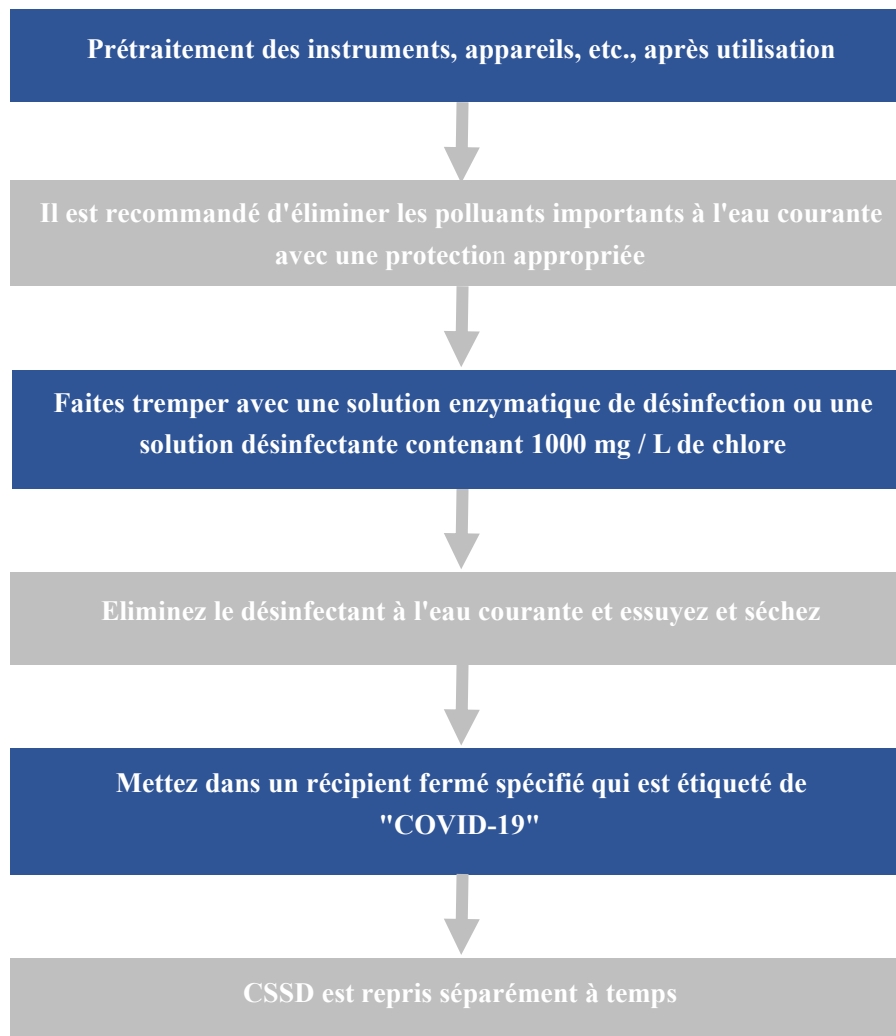 Prétraitement des instruments, appareils, etc., après utilisation
Il est recommandé d'éliminer les polluants importants à l'eau courante
avec une protection appropriée
Faites tremper avec une solution enzymatique de désinfection ou une
solution désinfectante contenant 1000 mg / L de chlore
Eliminez le désinfectant à l'eau courante et essuyez et séchez
Mettez dans un récipient fermé spécifié qui est étiqueté de
"COVID-19"
CSSD est repris séparément à temps